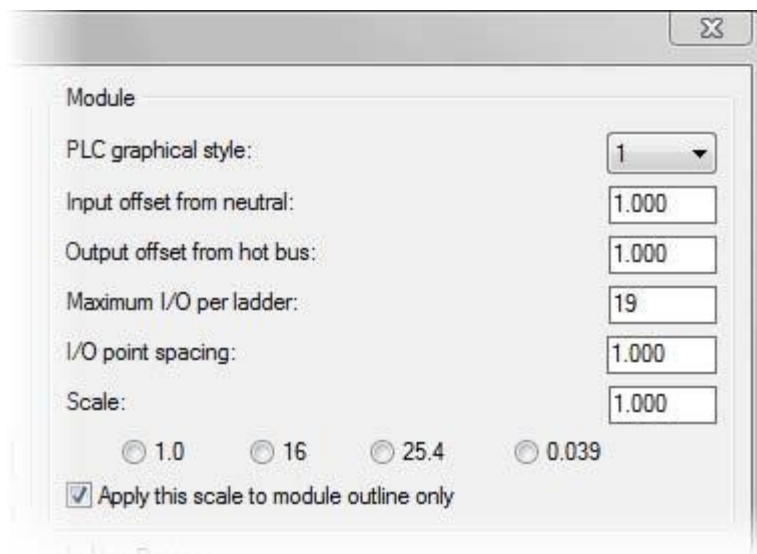 Module
PLC graphical style: 1
Input offset from neutral: 1.000
Output offset from hot bus: 1.000
Maximum I/O per ladder: 19
I/O point spacing: 1.000
Scale: 1.000
1.0 16 25.4 0.039
Apply this scale to module outline only